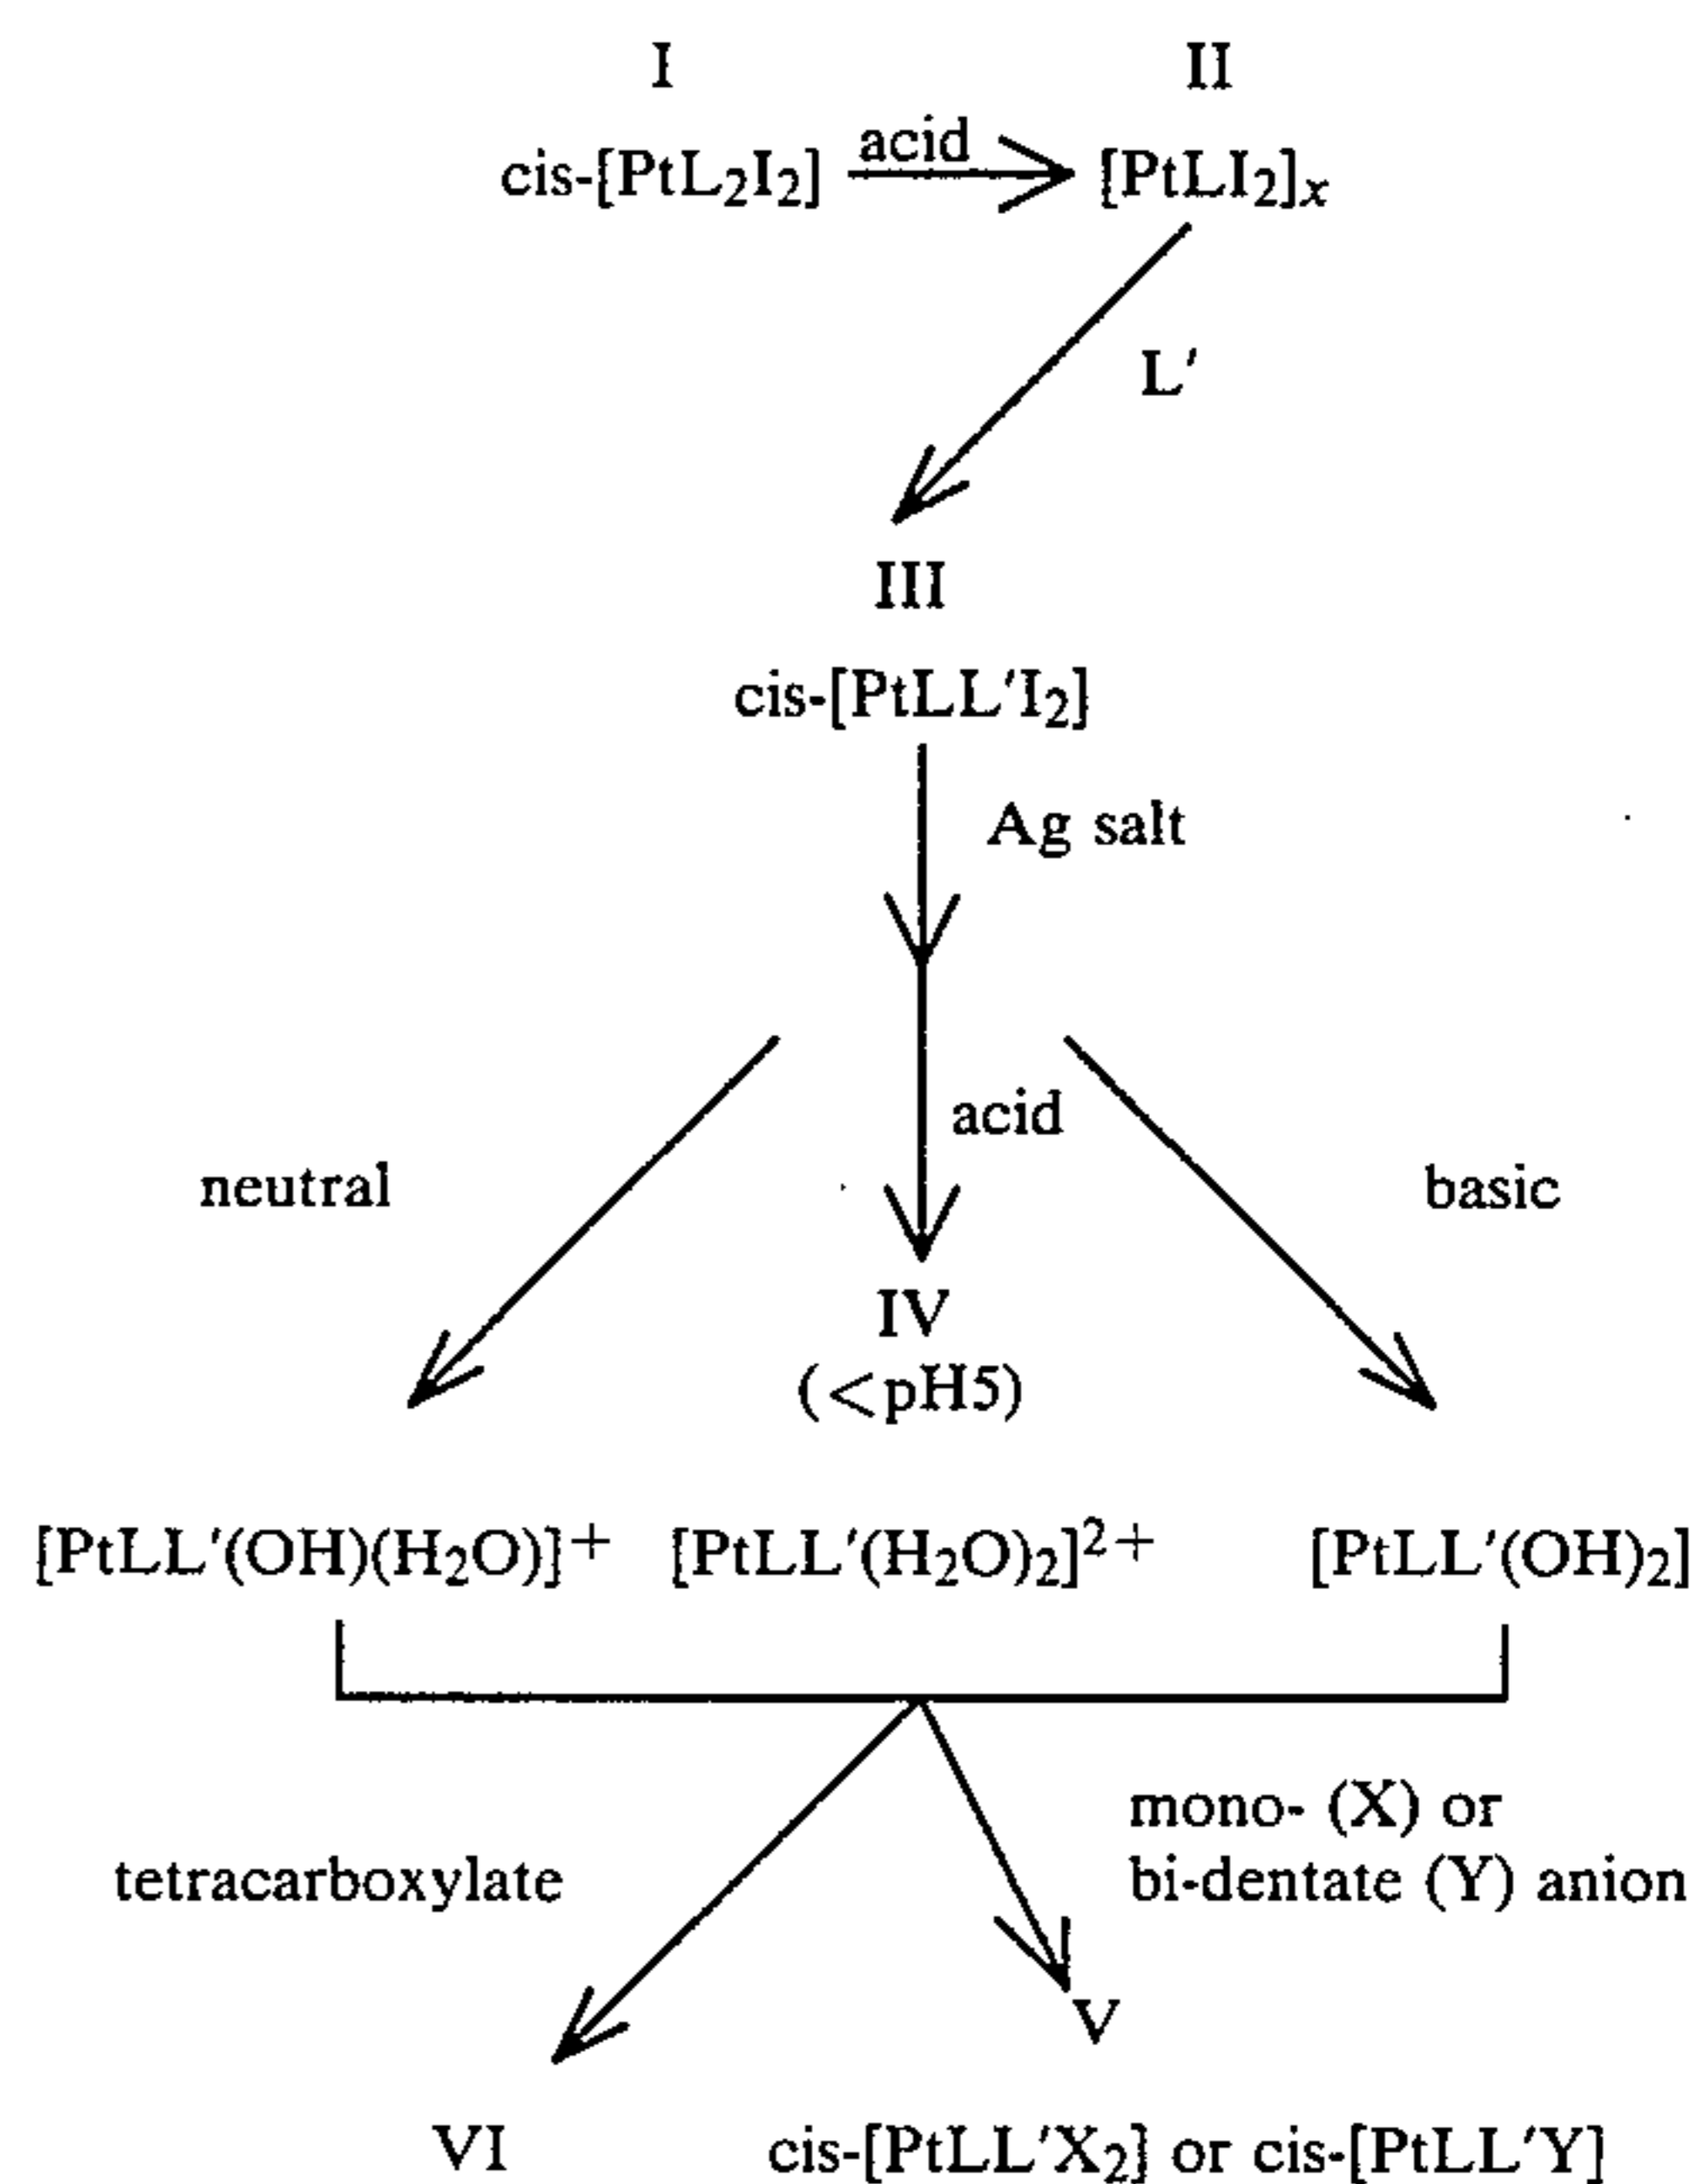 I II
cis-[PtL₂I₂] acid [PtLI₂]ₓ
L′
III
cis-[PtLL′I₂]
Ag salt
acid
neutral basic
IV
(<pH5)
[PtLL′(OH)(H₂O)]⁺ [PtLL′(H₂O)₂]²⁺ [PtLL′(OH)₂]
mono- (X) or
tetracarboxylate bi-dentate (Y) anion
V
VI cis-[PtLL′X₂] or cis-[PtLL′Y]